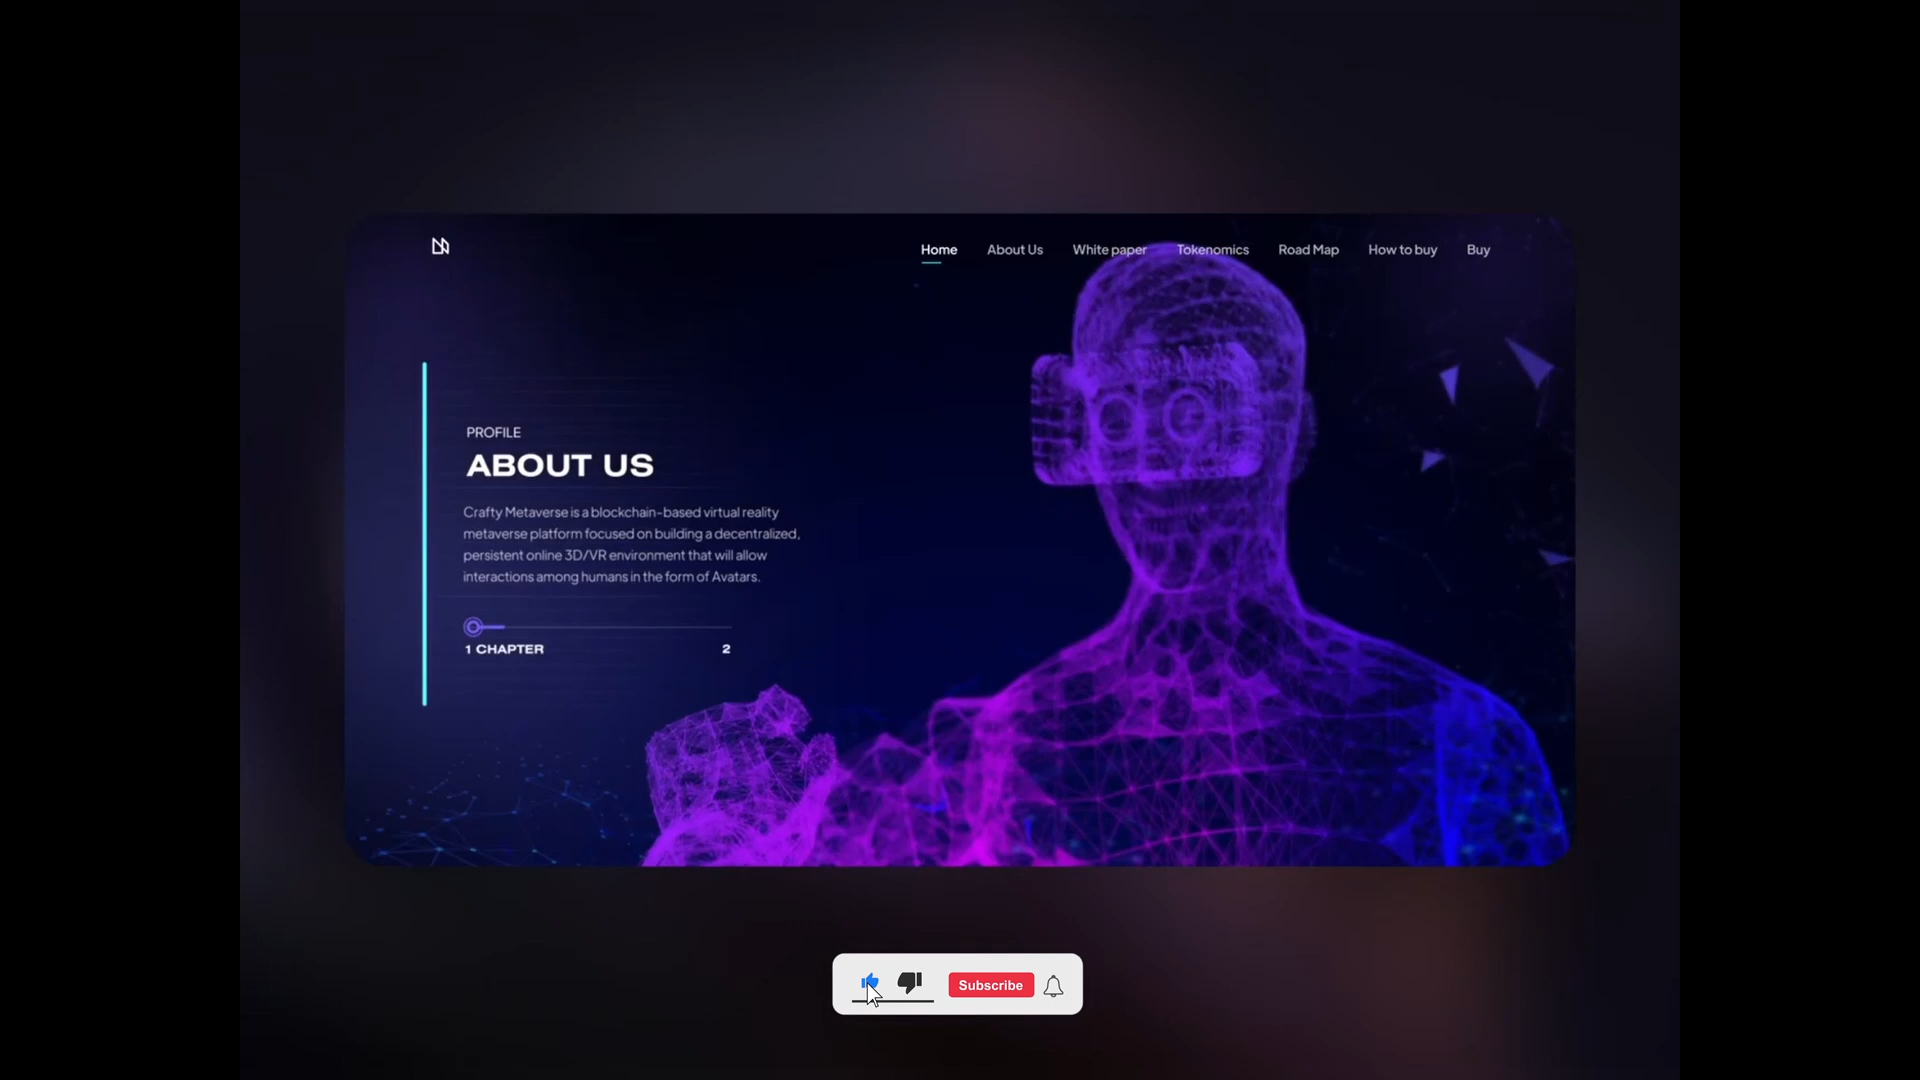 Home
About Us
White paper
Tokenomics
Road Map
How to buy
Buy
PROFILE
ABOUT US
Crafty Metaverse is a blockchain-based virtual reality
metaverse platform focused on building a decentralized,
persistent online 3D/VR environment that will allow
interactions among humans in the form of Avatars.
1 CHAPTER
2
Subscribe